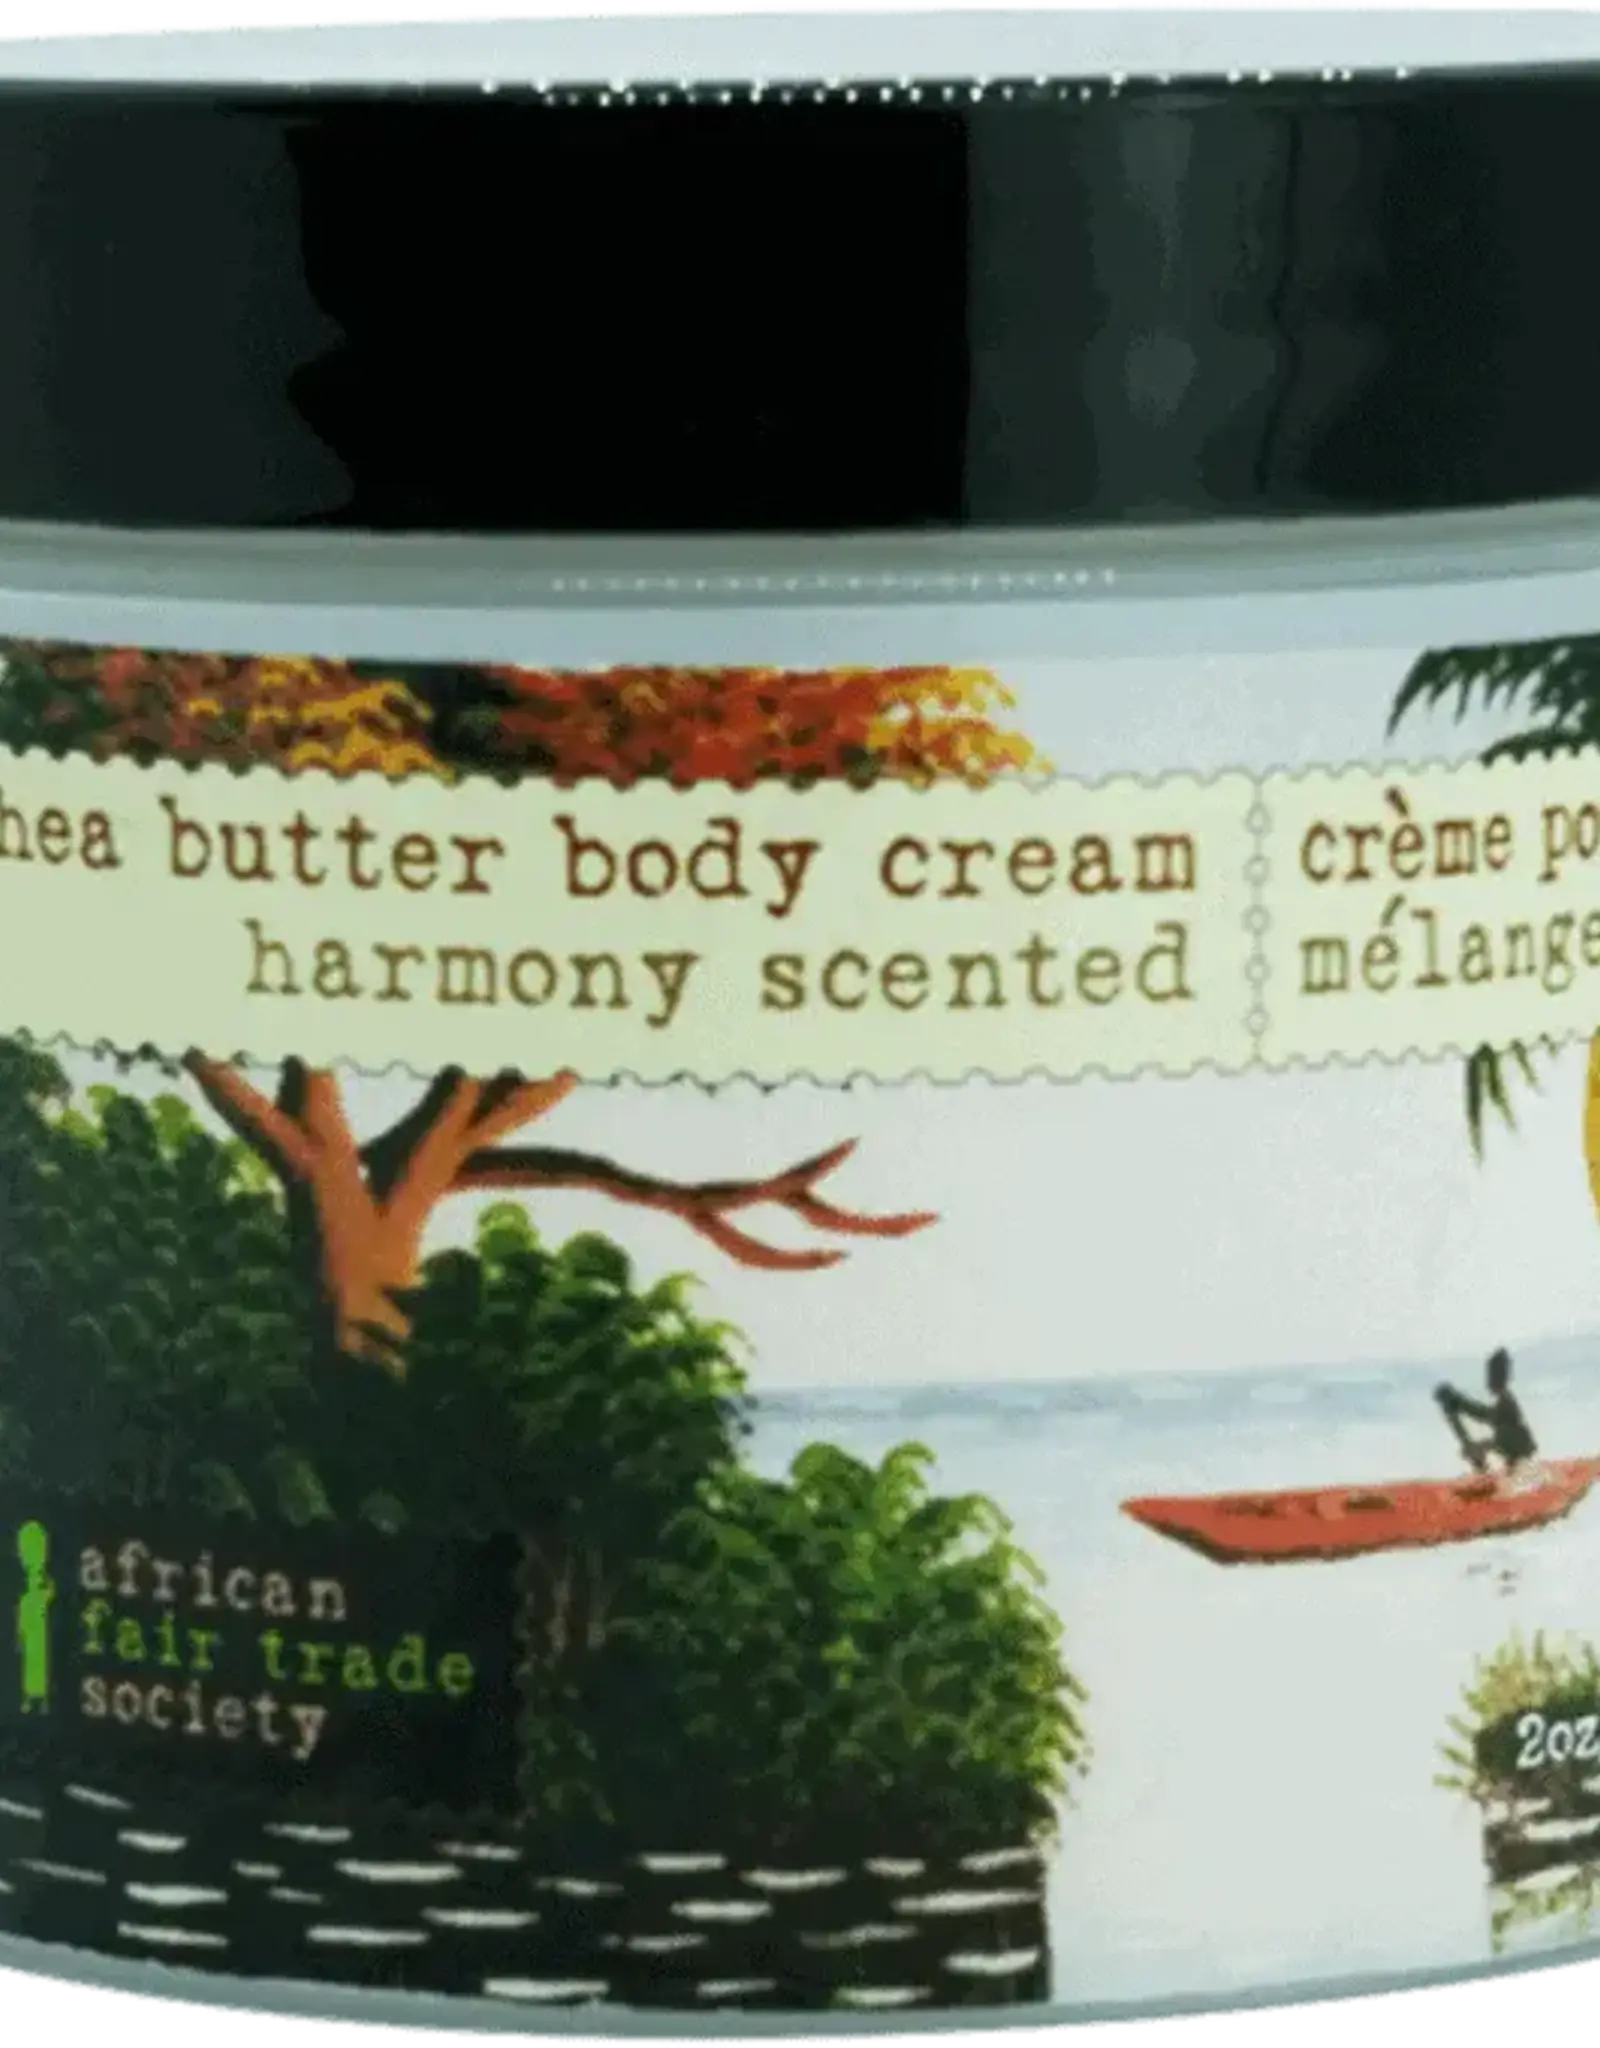 hea butter body cream
harmony scented
crème po
mélange
african
fair trade
society
2oz